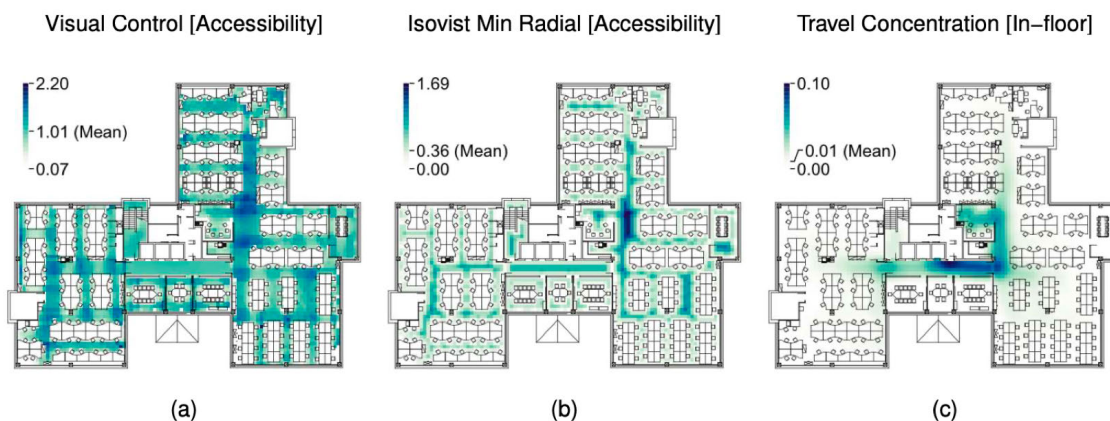 Visual Control [Accessibility]
Isovist Min Radial [Accessibility]
Travel Concentration [In−floor]
2.20
1.01 (Mean)
0.07
1.69
0.36 (Mean)
0.00
0.10
0.01 (Mean)
0.00
(a)
(b)
(c)